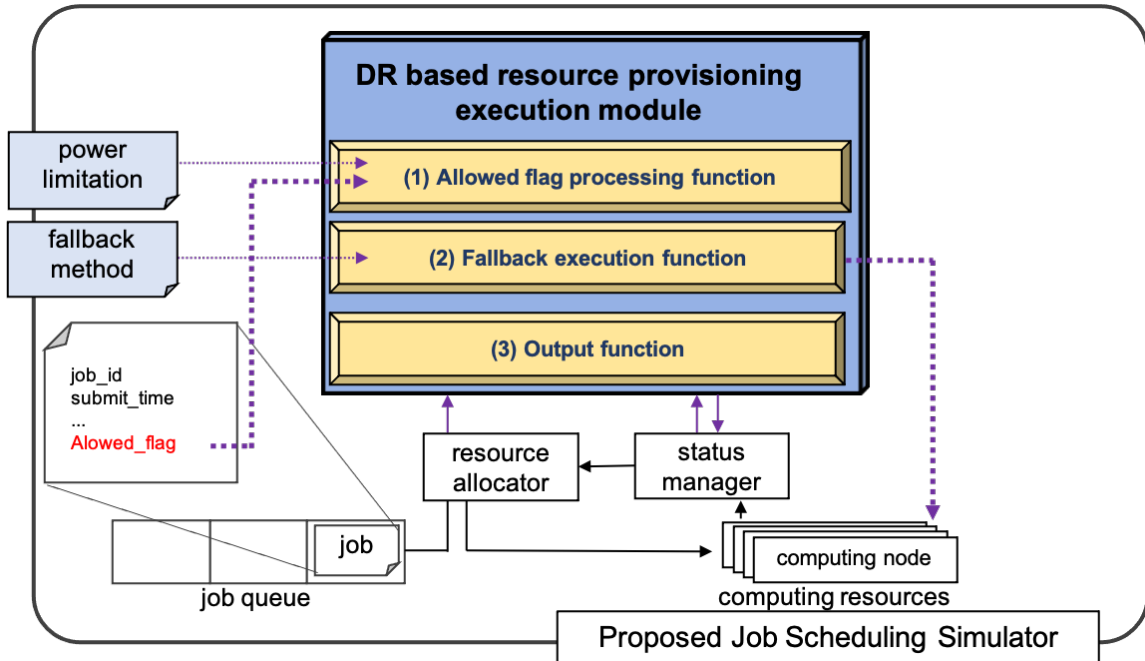 DR based resource provisioning
execution module
power
limitation
(1) Allowed flag processing function
fallback
method
(2) Fallback execution function
(3) Output function
job_id
submit_time
...
Alowed_flag
resource
allocator
status
manager
job
job queue
computing node
computing resources
Proposed Job Scheduling Simulator